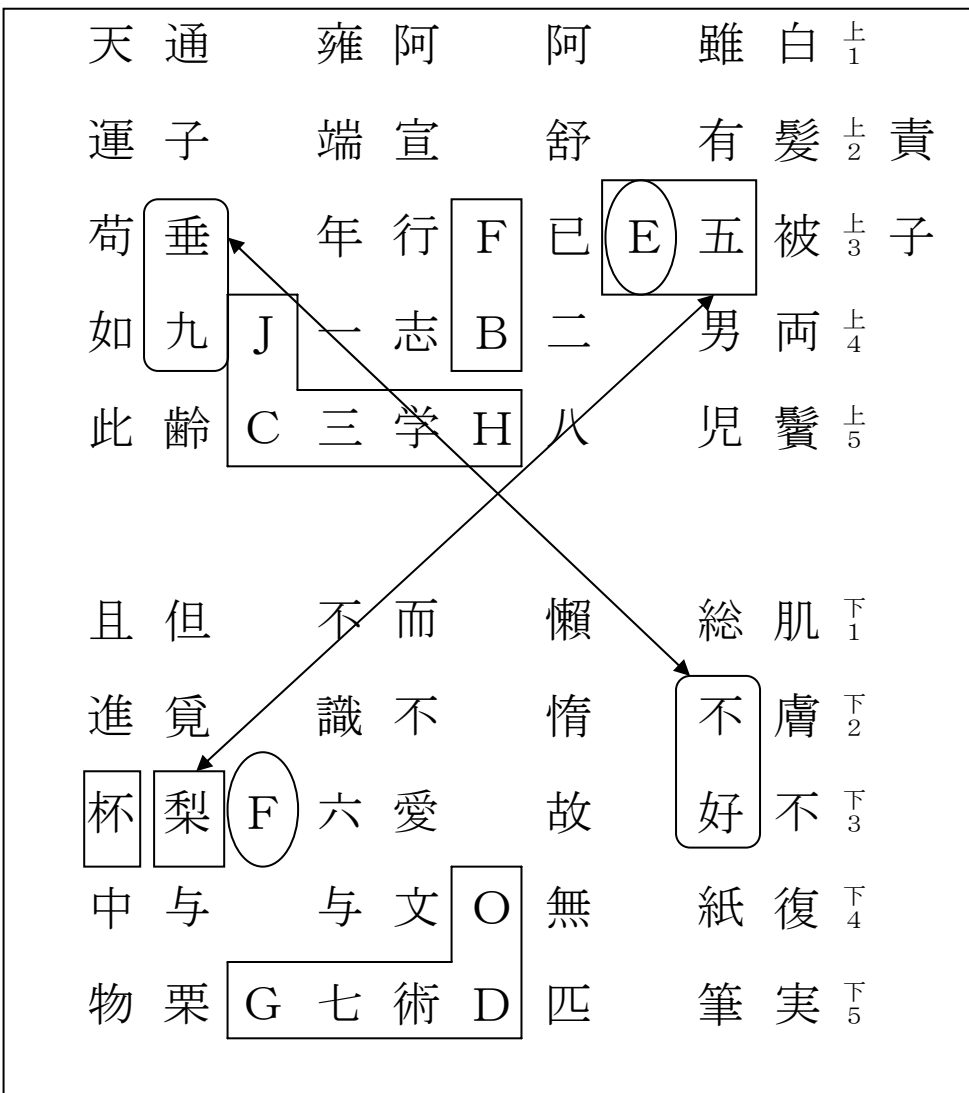 責子
上1 上2 上3 上4 上5 下1 下2 下3 下4 下5
白髪被両鬢 肌膚不復実
雖有五男児 総不好紙筆
E
阿舒已二八 懶惰故無匹
FBH OD
阿宣行志学 而不愛文術
雍端年一三 不識六与七
JC FG
通子垂九齢 但覓梨与栗
天運苟如此 且進杯中物